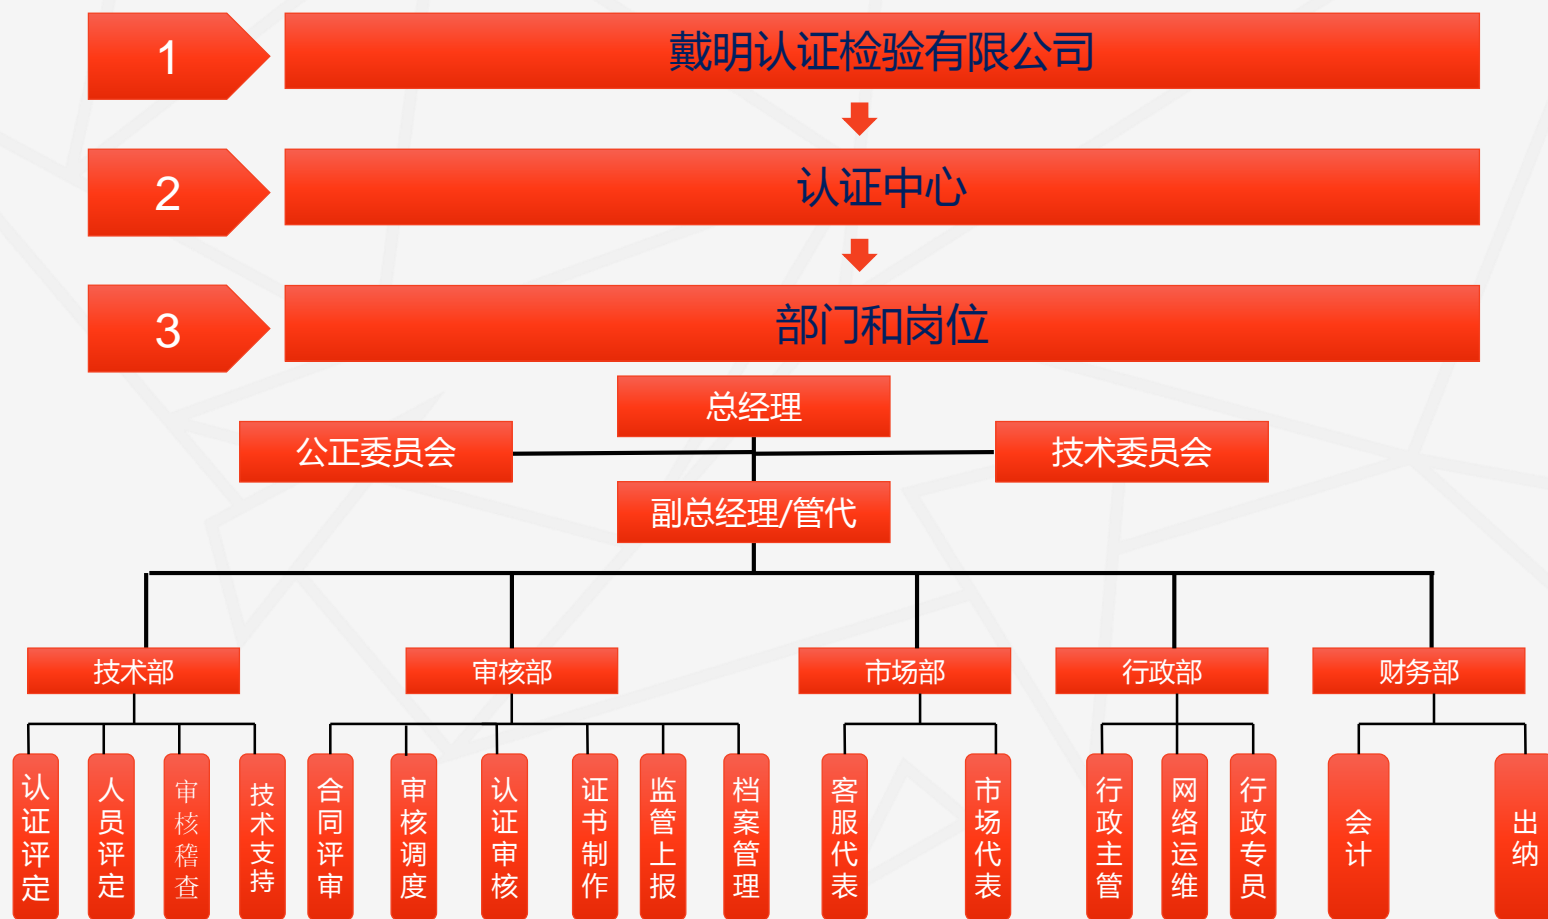 1
戴明认证检验有限公司
2
认证中心
3
部门和岗位
总经理
公正委员会
技术委员会
副总经理/管代
技术部
审核部
市场部
行政部
财务部
认证评定
人员评定
审核稽查
技术支持
合同评审
审核调度
认证审核
证书制作
监管上报
档案管理
客服代表
市场代表
行政主管
网络运维
行政专员
会计
出纳